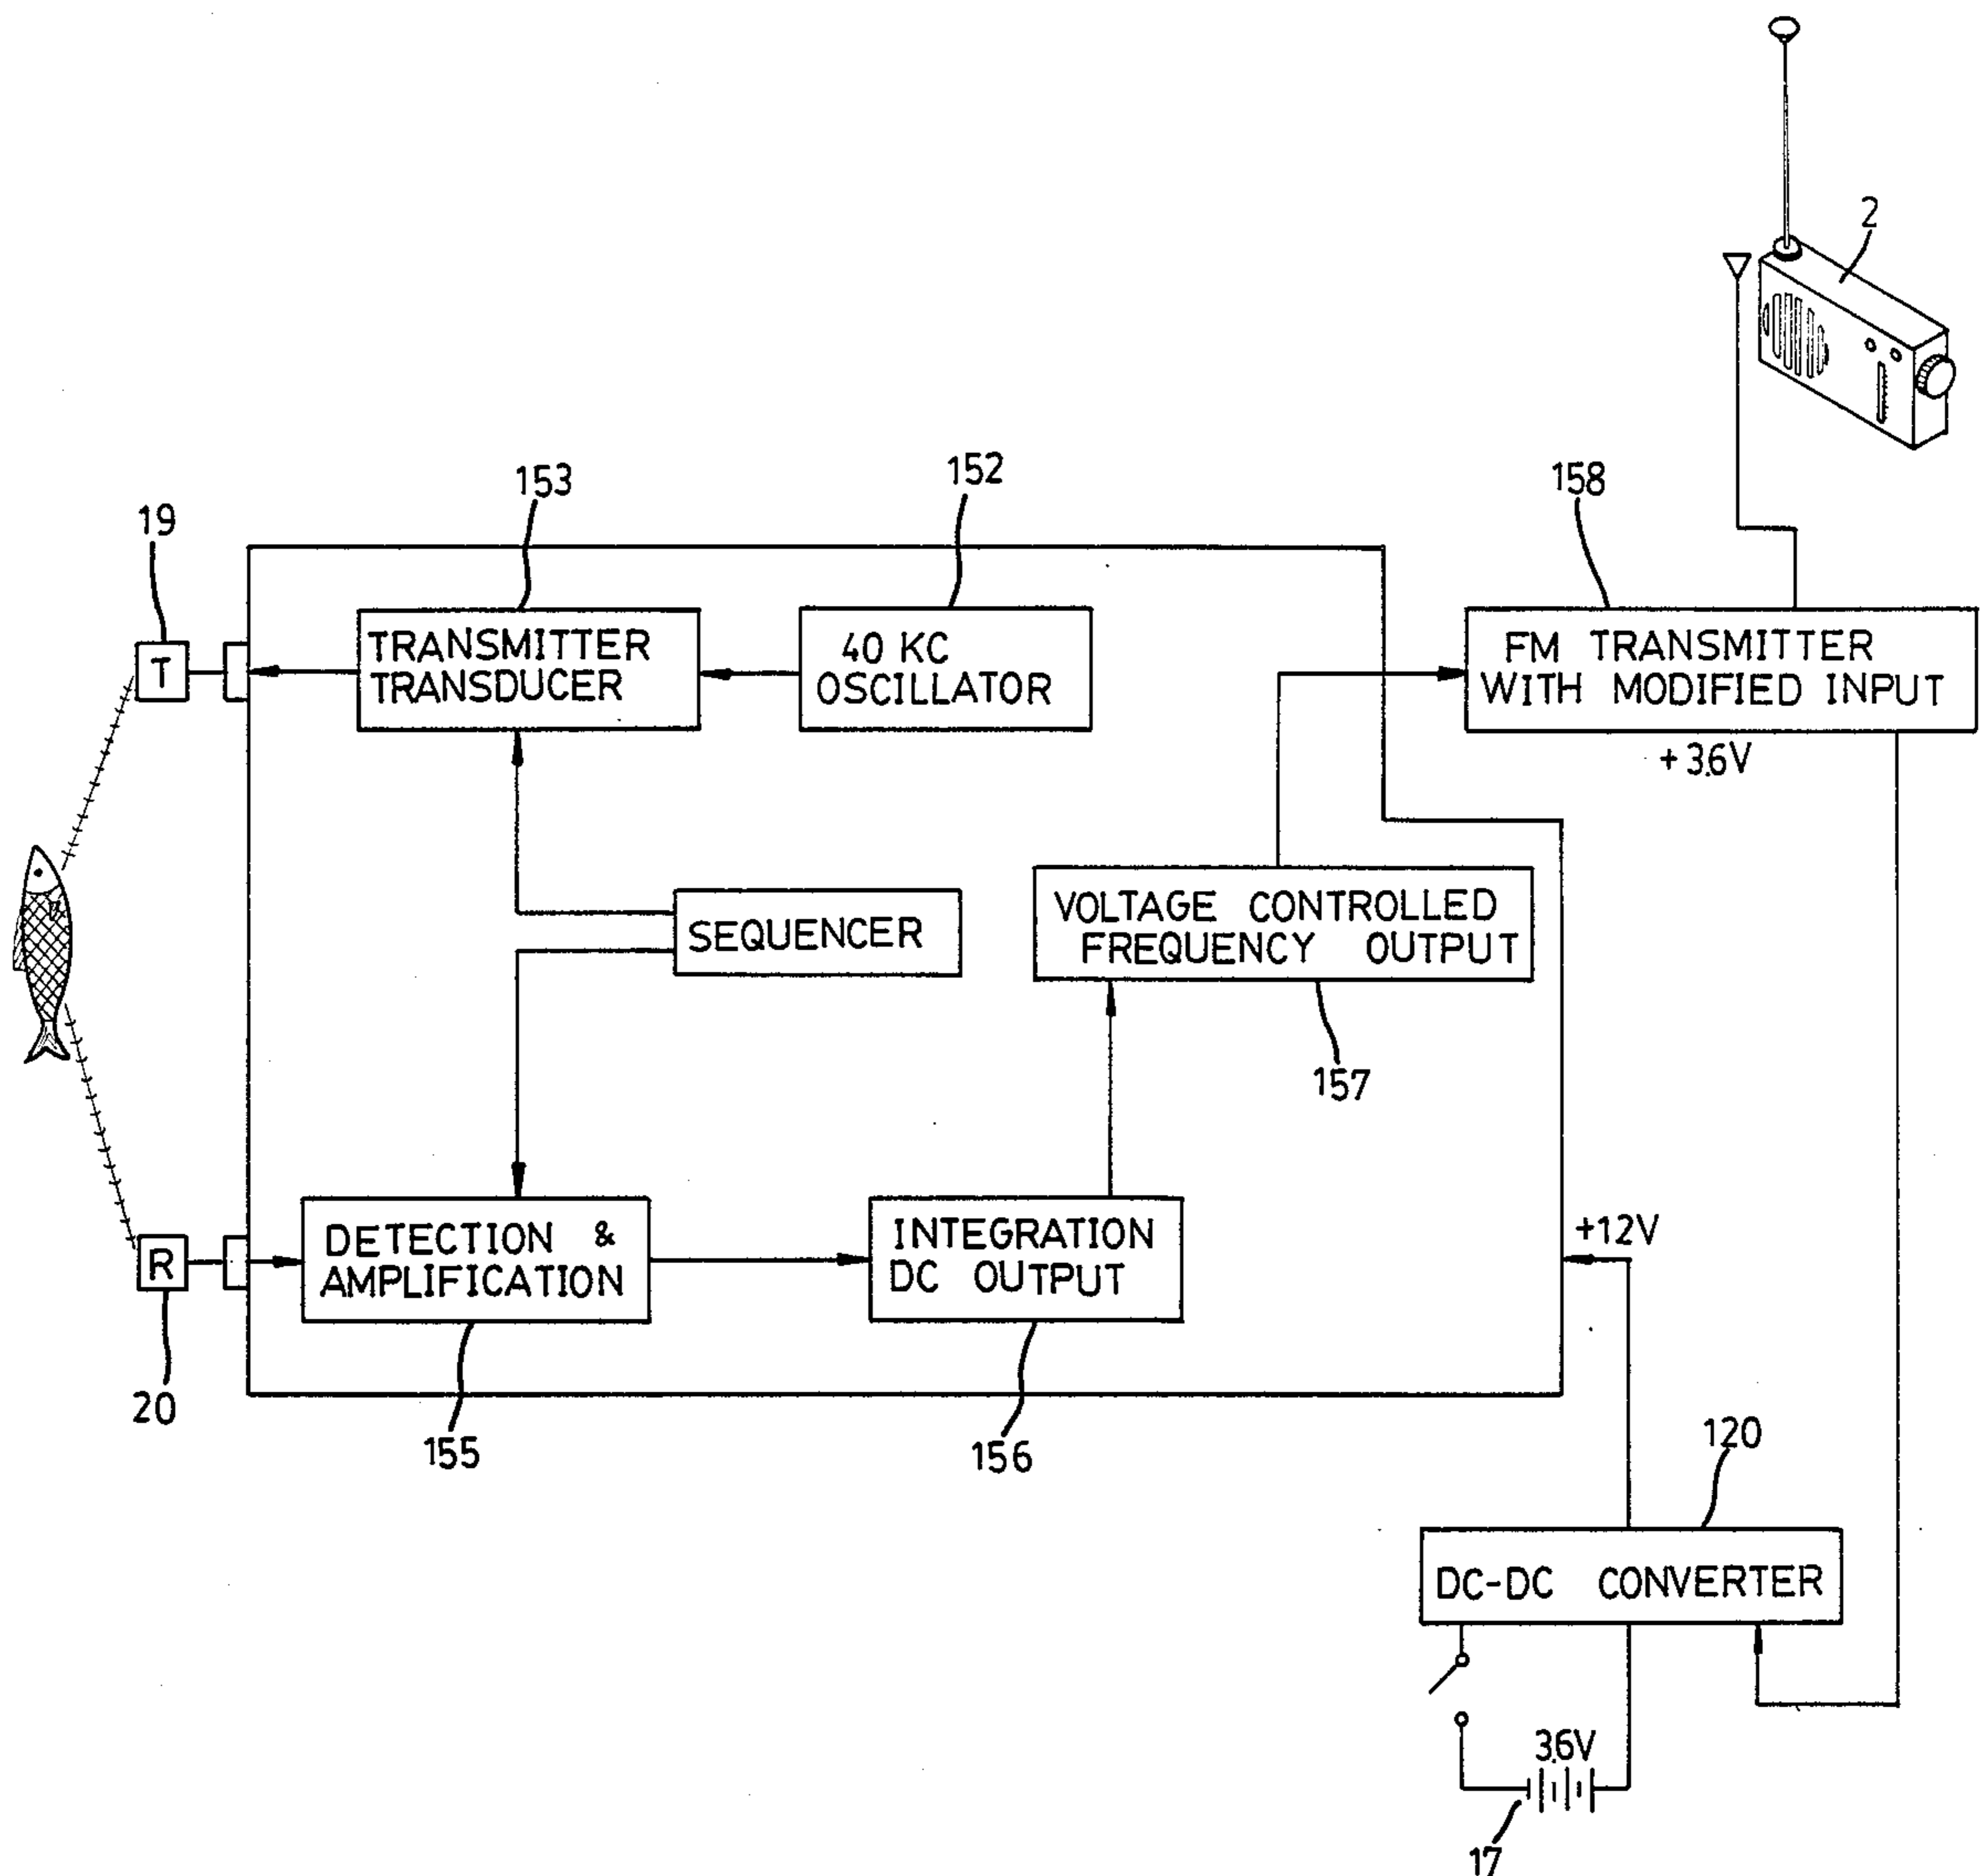 2
153
152
158
19
T
TRANSMITTER
TRANSDUCER
40 KC
OSCILLATOR
FM TRANSMITTER
WITH MODIFIED INPUT
+3.6V
SEQUENCER
VOLTAGE CONTROLLED
FREQUENCY OUTPUT
157
R
20
DETECTION &
AMPLIFICATION
155
INTEGRATION
DC OUTPUT
156
+12V
120
DC-DC CONVERTER
3.6V
17